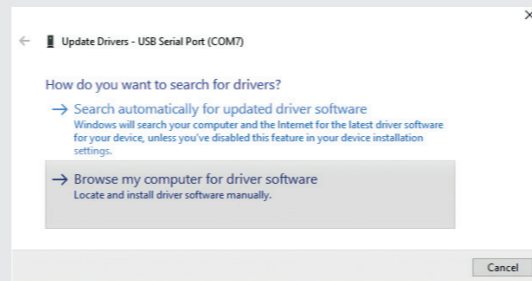 Update Drivers - USB Serial Port (COM7)
How do you want to search for drivers?
Search automatically for updated driver software
Windows will search your computer and the Internet for the latest driver software
for your device, unless you've disabled this feature in your device installation
settings.
Browse my computer for driver software
Locate and install driver software manually.
Cancel